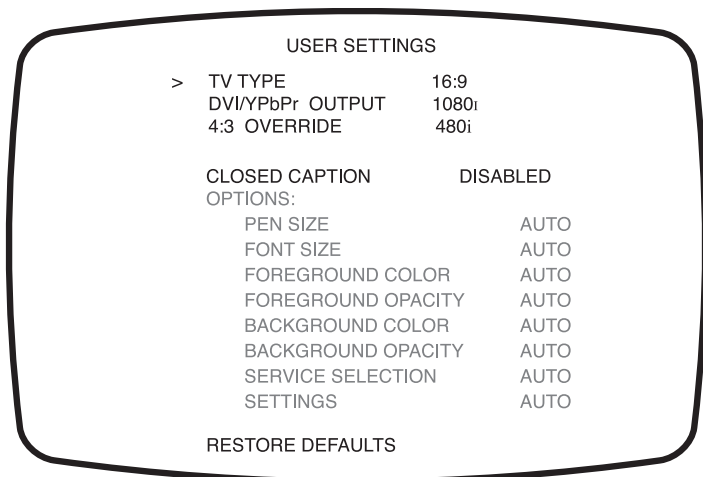 USER SETTINGS
> TV TYPE 16:9
DVI/YPbPr OUTPUT 1080i
4:3 OVERRIDE 480i
CLOSED CAPTION DISABLED
OPTIONS:
PEN SIZE AUTO
FONT SIZE AUTO
FOREGROUND COLOR AUTO
FOREGROUND OPACITY AUTO
BACKGROUND COLOR AUTO
BACKGROUND OPACITY AUTO
SERVICE SELECTION AUTO
SETTINGS AUTO
RESTORE DEFAULTS